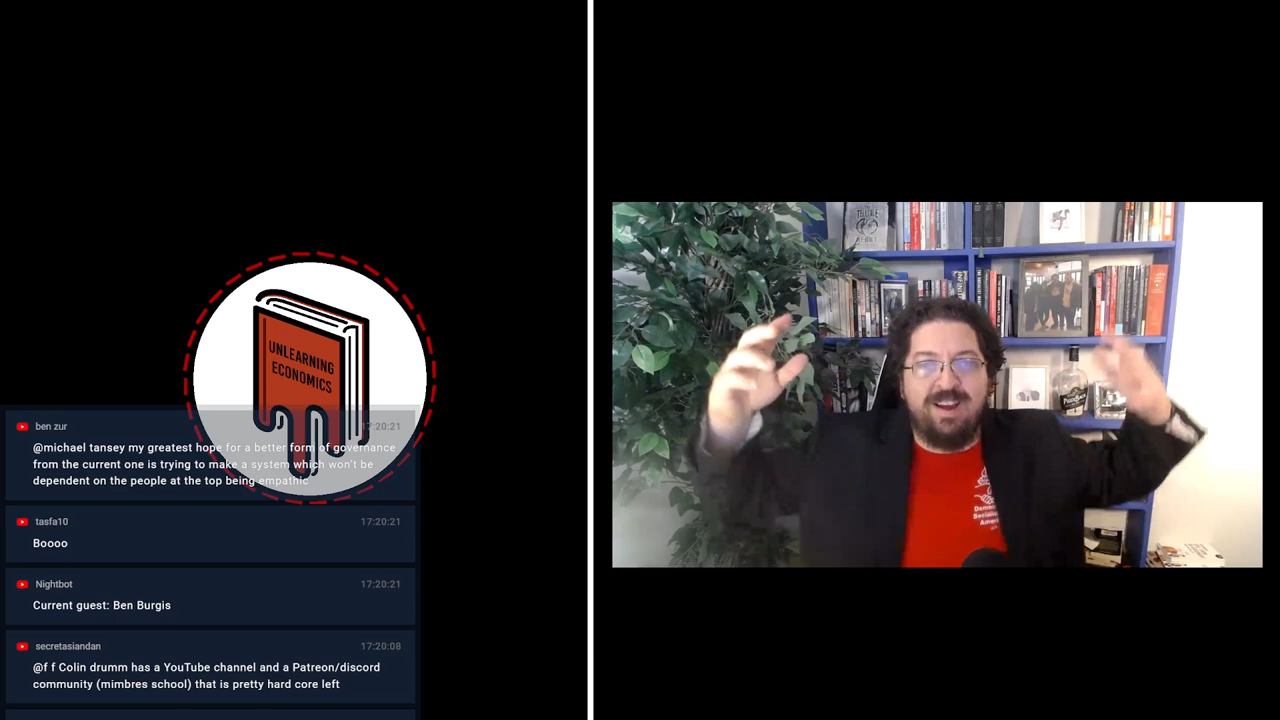 UNLEARNING
ECONOMICS
ben zur
17:20:21
@michael tansey my greatest hope for a better form of governance
from the current one is trying to make a system which won't be
dependent on the people at the top being empathic
tasfa10
17:20:21
Boooo
Nightbot
17:20:21
Current guest: Ben Burgis
secretasiandan
17:20:08
@f f Colin drumm has a YouTube channel and a Patreon/discord
community (mimbres school) that is pretty hard core left